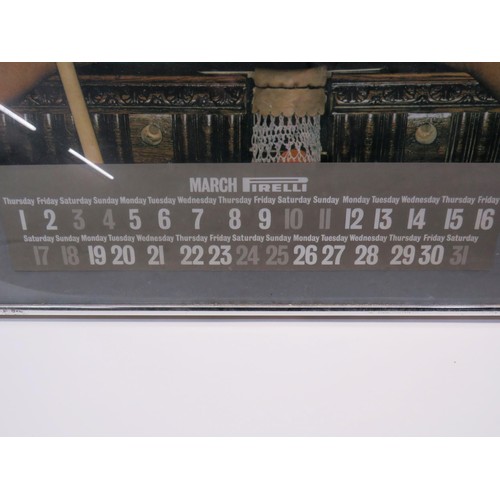 MARCH PIRELLI
Thursday Friday Saturday Sunday Monday Tuesday Wednesday Thursday Friday Saturday Sunday Monday Tuesday Wednesday Thursday Friday
1 2 3 4 5 6 7 8 9 10 11 12 13 14 15 16
Saturday Sunday Monday Tuesday Wednesday Thursday Friday Saturday Sunday Monday Tuesday Wednesday Thursday Friday Saturday
17 18 19 20 21 22 23 24 25 26 27 28 29 30 31